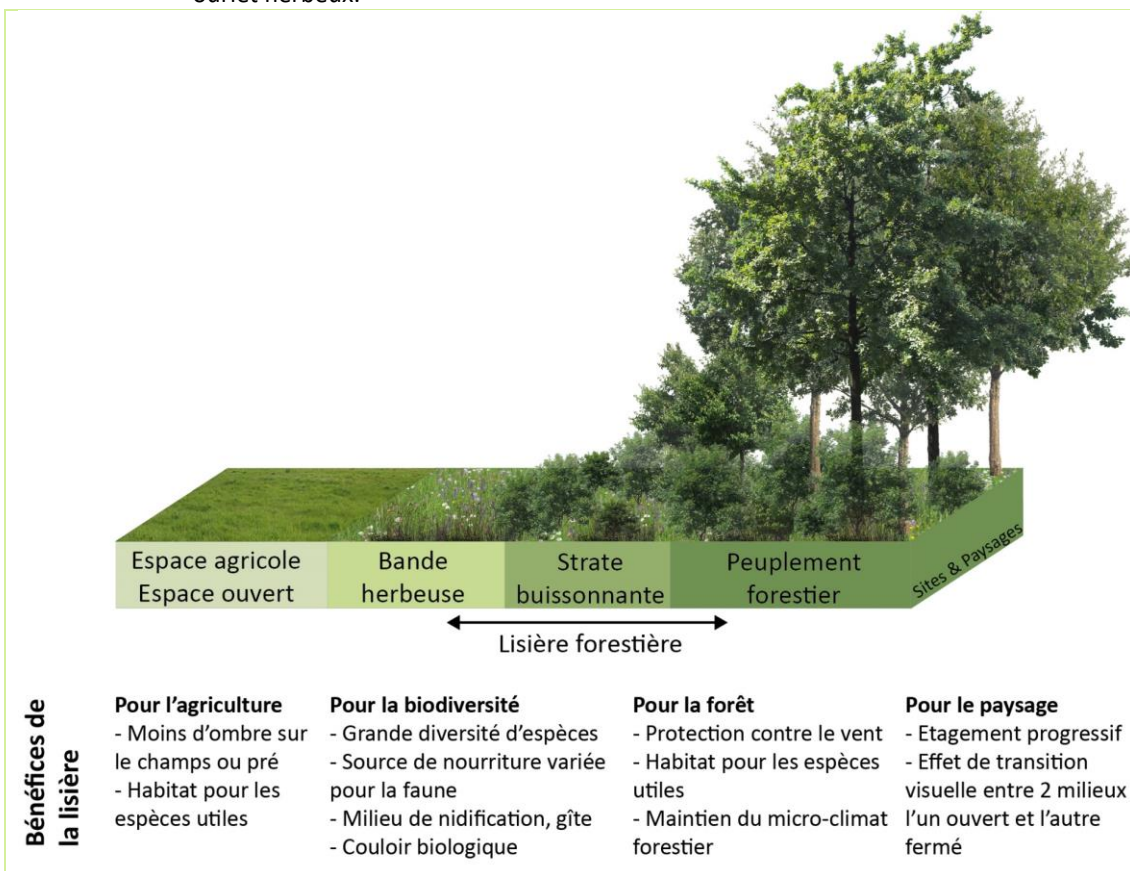 ourlet herbeux.
Espace agricole
Espace ouvert
Bande
herbeuse
Strate
buissonnante
Peuplement
forestier
Sites & Paysages
Lisière forestière
Bénéfices de
la lisière
Pour l’agriculture
- Moins d’ombre sur
le champs ou pré
- Habitat pour les
espèces utiles
Pour la biodiversité
- Grande diversité d’espèces
- Source de nourriture variée
pour la faune
- Milieu de nidification, gîte
- Couloir biologique
Pour la forêt
- Protection contre le vent
- Habitat pour les espèces
utiles
- Maintien du micro-climat
forestier
Pour le paysage
- Etagement progressif
- Effet de transition
visuelle entre 2 milieux
l’un ouvert et l’autre
fermé